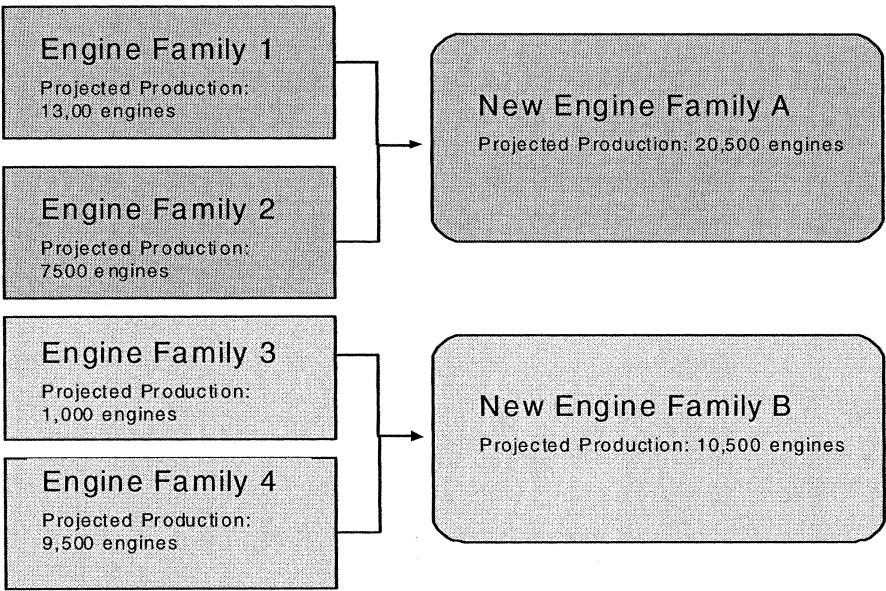 Engine Family 1
Projected Production:
13,00 engines
Engine Family 2
Projected Production:
7500 engines
New Engine Family A
Projected Production: 20,500 engines
Engine Family 3
Projected Production:
1,000 engines
Engine Family 4
Projected Production:
9,500 engines
New Engine Family B
Projected Production: 10,500 engines